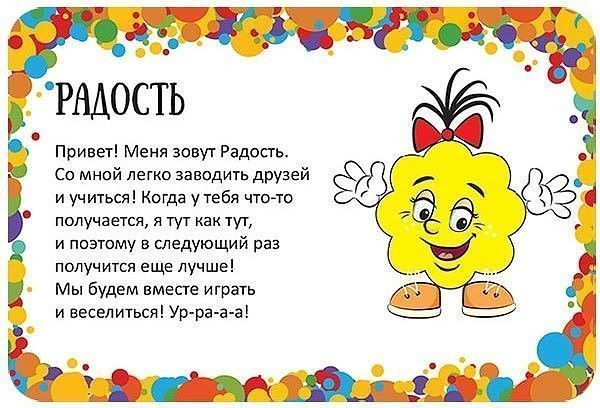 РАДОСТЬ
Привет! Меня зовут Радость.
Со мной легко заводить друзей
и учиться! Когда у тебя что-то
получается, я тут как тут,
и поэтому в следующий раз
получится еще лучше!
Мы будем вместе играть
и веселиться! Ур-ра-а-а!